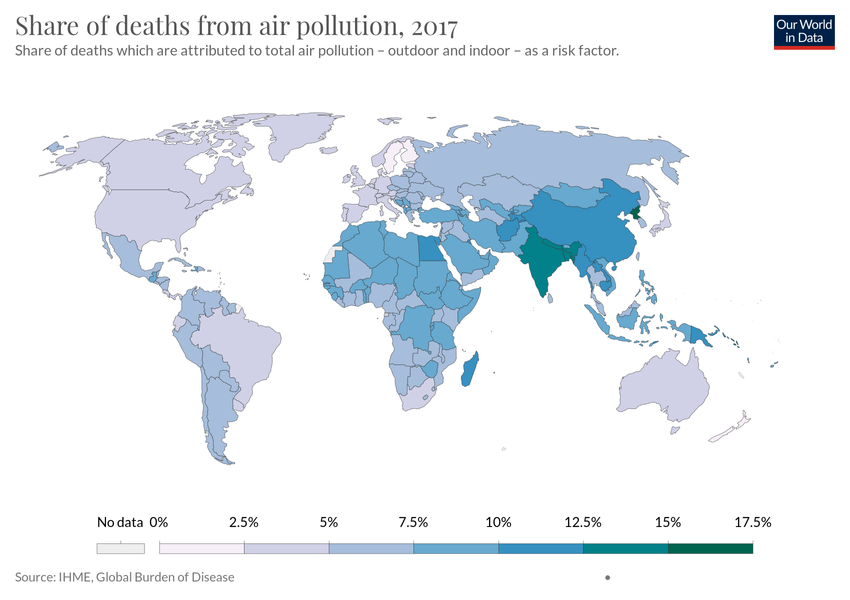 Share of deaths from air pollution, 2017
Share of deaths which are attributed to total air pollution – outdoor and indoor – as a risk factor.
Our World
in Data
No data 0% 2.5% 5% 7.5% 10% 12.5% 15% 17.5%
Source: IHME, Global Burden of Disease